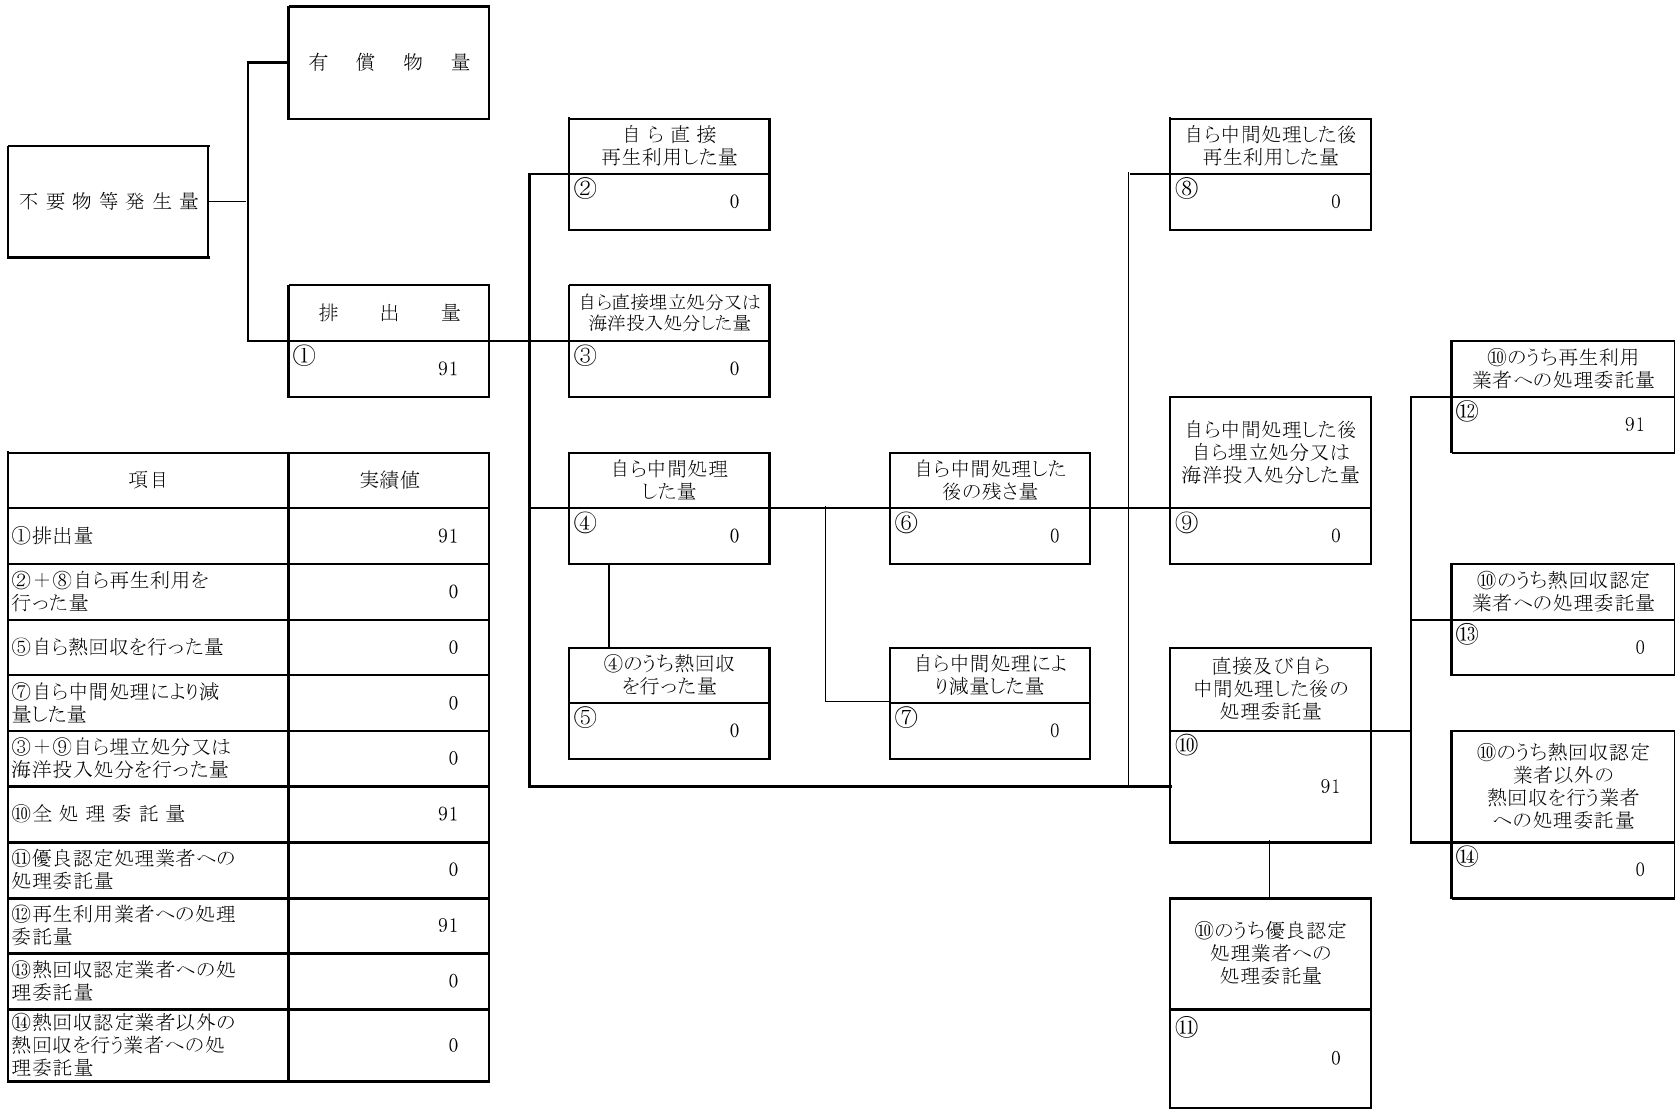 有償物量
不要物等発生量
排出量
①
91
自ら直接
再生利用した量
②
0
自ら直接埋立処分又は
海洋投入処分した量
③
0
自ら中間処理
した量
④
0
④のうち熱回収
を行った量
⑤
0
自ら中間処理した
後の残さ量
⑥
0
自ら中間処理によ
り減量した量
⑦
0
自ら中間処理した後
再生利用した量
⑧
0
自ら中間処理した後
自ら埋立処分又は
海洋投入処分した量
⑨
0
直接及び自ら
中間処理した後の
処理委託量
⑩
91
⑩のうち優良認定
処理業者への
処理委託量
⑪
0
⑩のうち再生利用
業者への処理委託量
⑫
91
⑩のうち熱回収認定
業者への処理委託量
⑬
0
⑩のうち熱回収認定
業者以外の
熱回収を行う業者
への処理委託量
⑭
0
項目 実績値
①排出量 91
②＋⑧自ら再生利用を
行った量 0
⑤自ら熱回収を行った量 0
⑦自ら中間処理により減
量した量 0
③＋⑨自ら埋立処分又は
海洋投入処分を行った量 0
⑩全処理委託量 91
⑪優良認定処理業者への
処理委託量 0
⑫再生利用業者への処理
委託量 91
⑬熱回収認定業者への処
理委託量 0
⑭熱回収認定業者以外の
熱回収を行う業者への処
理委託量 0